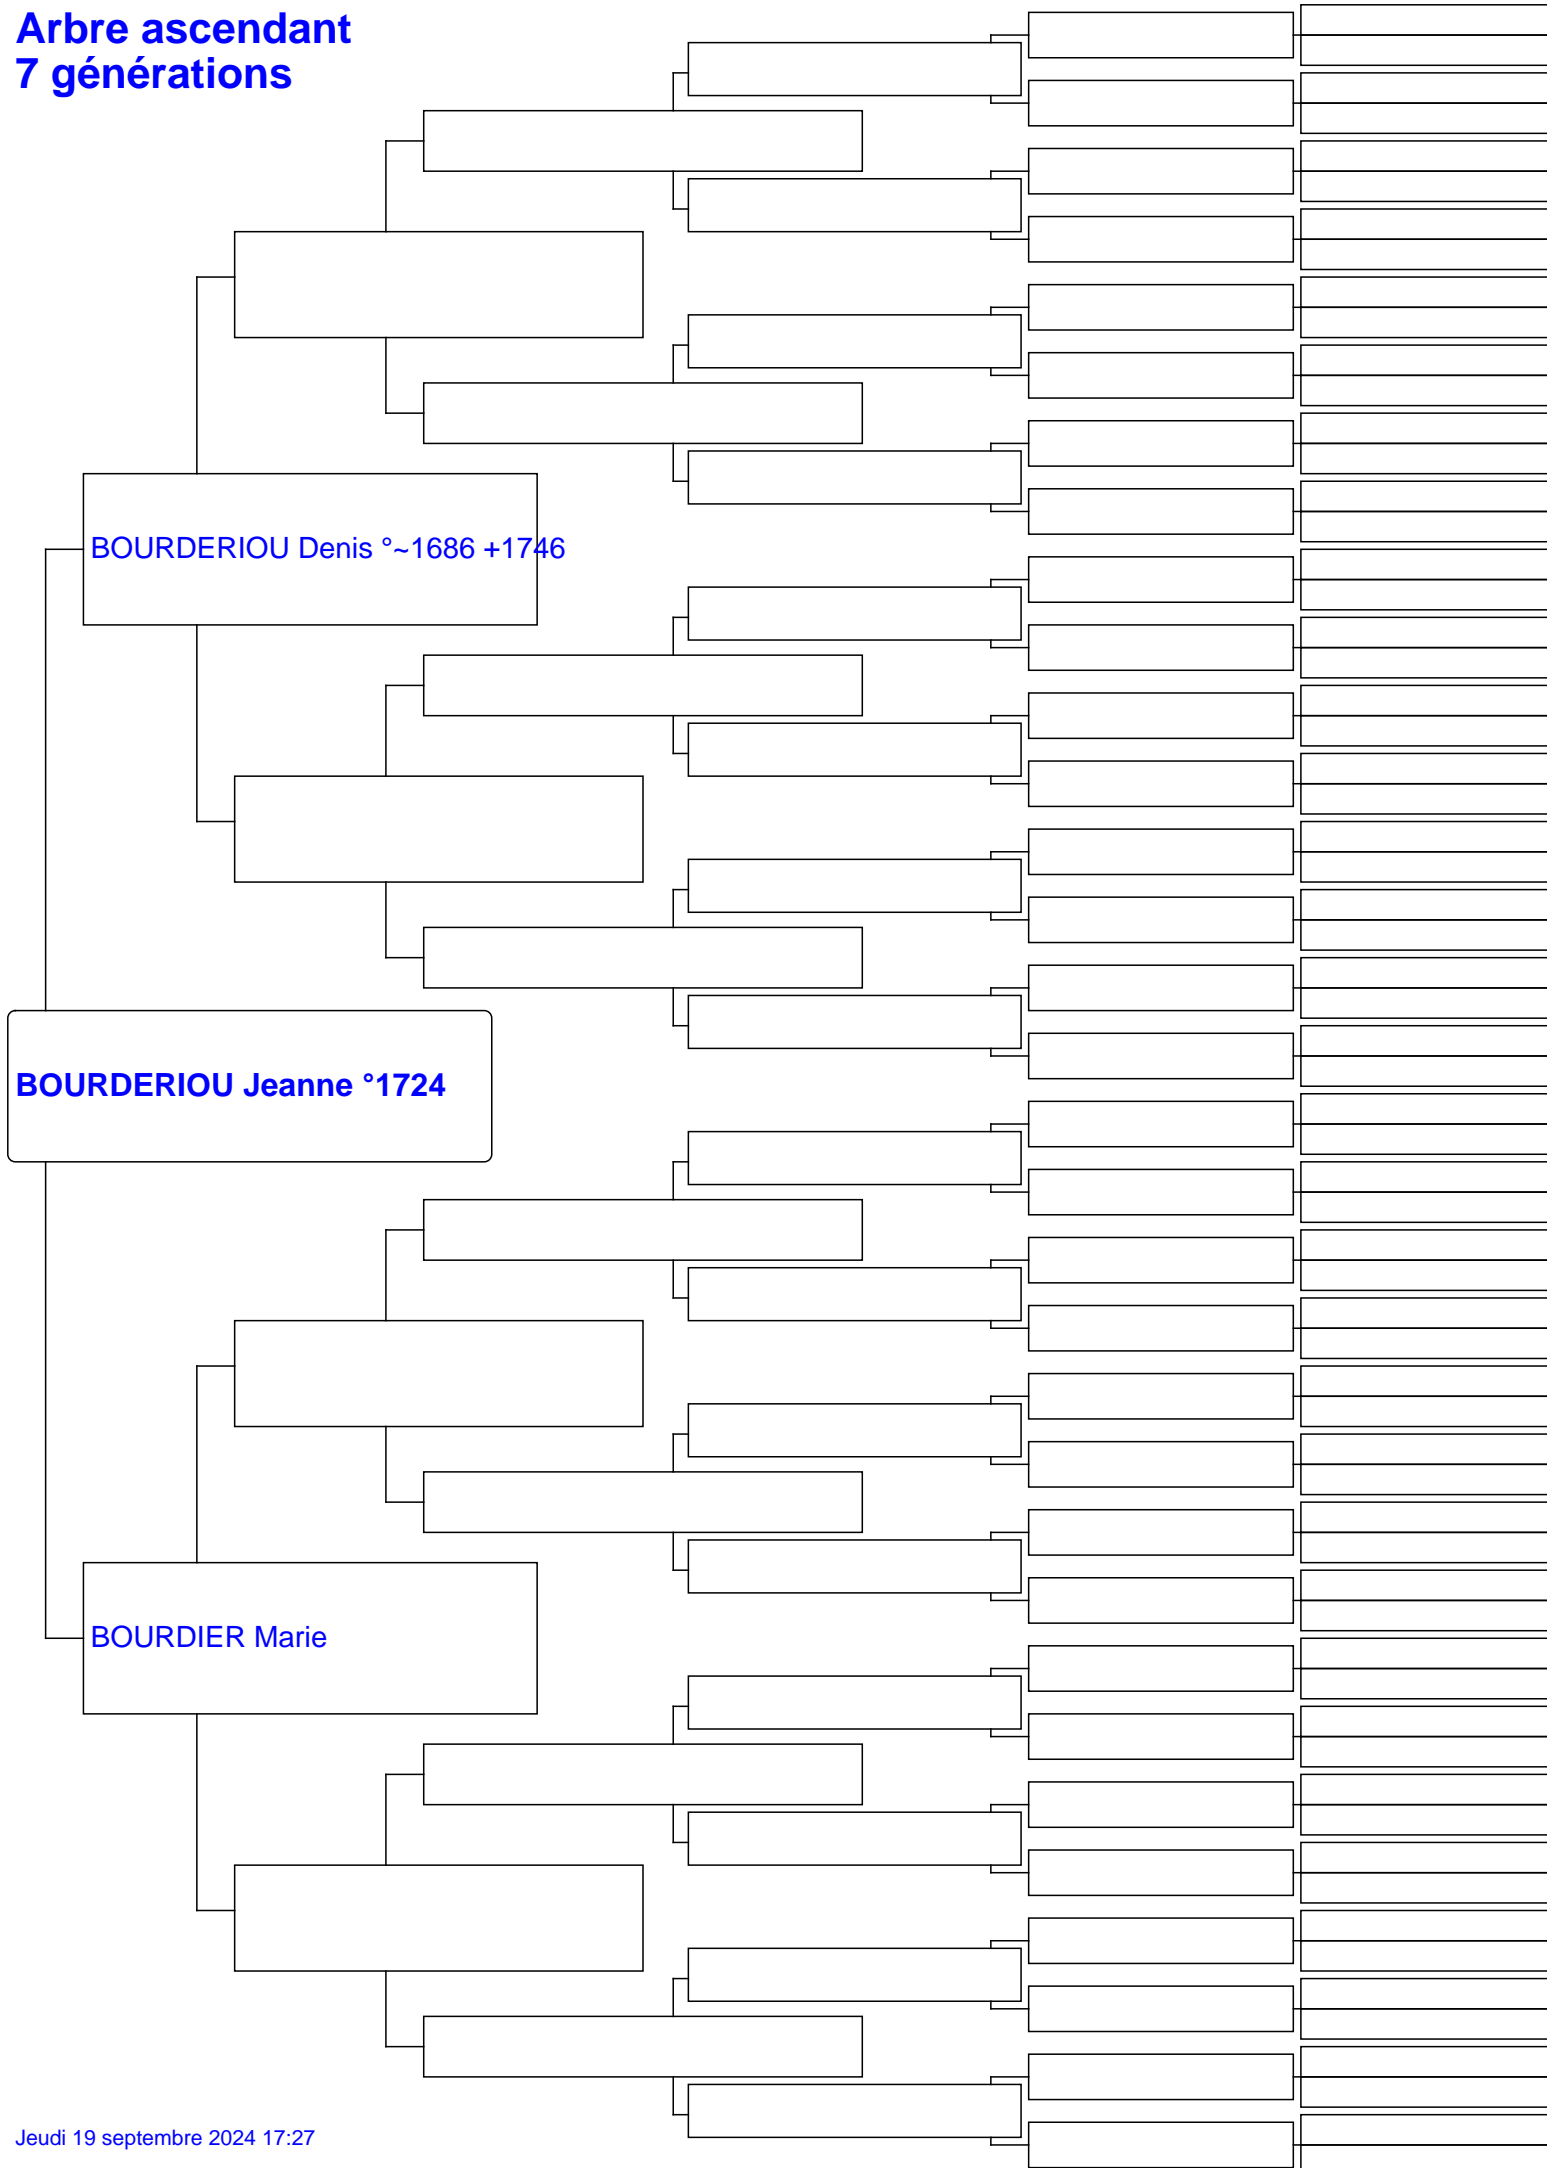 Arbre ascendant
7 générations
BOURDERIOU Denis °~1686 +1746
BOURDERIOU Jeanne °1724
BOURDIER Marie
Jeudi 19 septembre 2024 17:27